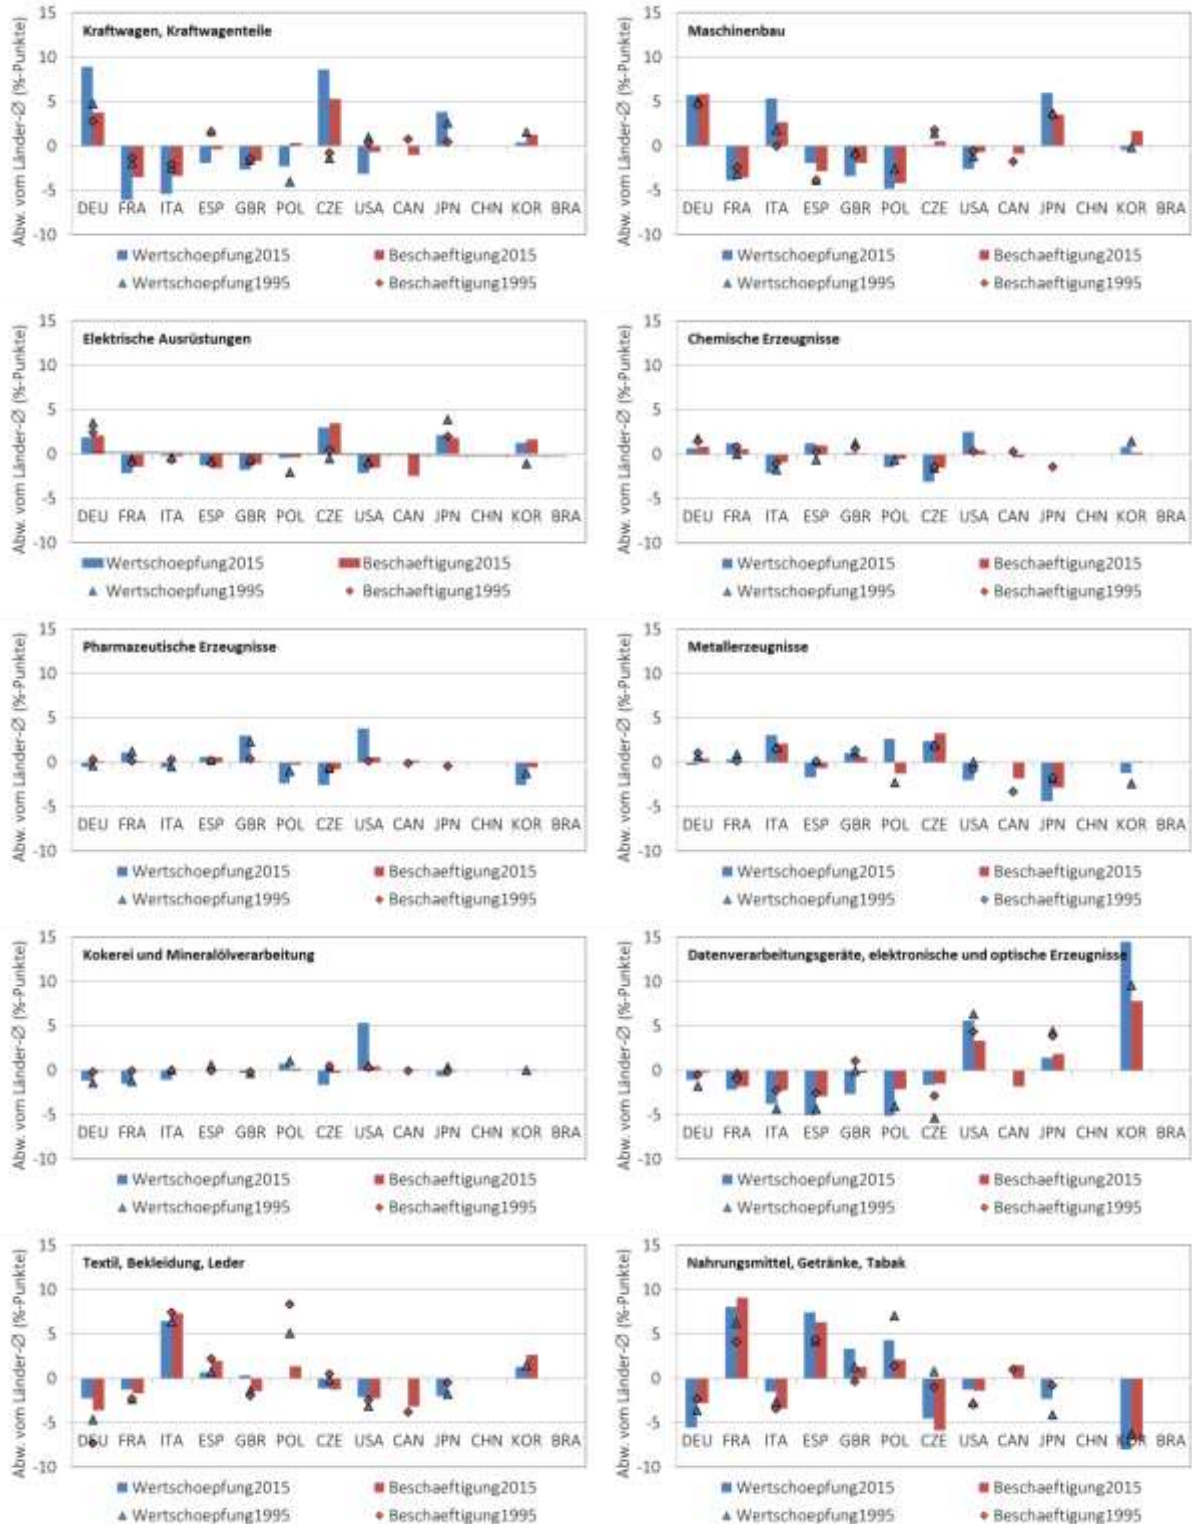 Abw. vom Länder-Ø (%-Punkte)
15
10
5
0
-5
-10
Kraftwagen, Kraftwagenteile
DEU FRA ITA ESP GBR POL CZE USA CAN JPN CHN KOR BRA
Wertschoepfung2015 Beschaeftigung2015
Wertschoepfung1995 Beschaeftigung1995
Abw. vom Länder-Ø (%-Punkte)
15
10
5
0
-5
-10
Maschinenbau
DEU FRA ITA ESP GBR POL CZE USA CAN JPN CHN KOR BRA
Wertschoepfung2015 Beschaeftigung2015
Wertschoepfung1995 Beschaeftigung1995
Abw. vom Länder-Ø (%-Punkte)
15
10
5
0
-5
-10
Elektrische Ausrüstungen
DEU FRA ITA ESP GBR POL CZE USA CAN JPN CHN KOR BRA
Wertschoepfung2015 Beschaeftigung2015
Wertschoepfung1995 Beschaeftigung1995
Abw. vom Länder-Ø (%-Punkte)
15
10
5
0
-5
-10
Chemische Erzeugnisse
DEU FRA ITA ESP GBR POL CZE USA CAN JPN CHN KOR BRA
Wertschoepfung2015 Beschaeftigung2015
Wertschoepfung1995 Beschaeftigung1995
Abw. vom Länder-Ø (%-Punkte)
15
10
5
0
-5
-10
Pharmazeutische Erzeugnisse
DEU FRA ITA ESP GBR POL CZE USA CAN JPN CHN KOR BRA
Wertschoepfung2015 Beschaeftigung2015
Wertschoepfung1995 Beschaeftigung1995
Abw. vom Länder-Ø (%-Punkte)
15
10
5
0
-5
-10
Metallerzeugnisse
DEU FRA ITA ESP GBR POL CZE USA CAN JPN CHN KOR BRA
Wertschoepfung2015 Beschaeftigung2015
Wertschoepfung1995 Beschaeftigung1995
Abw. vom Länder-Ø (%-Punkte)
15
10
5
0
-5
-10
Kokerei und Mineralölverarbeitung
DEU FRA ITA ESP GBR POL CZE USA CAN JPN CHN KOR BRA
Wertschoepfung2015 Beschaeftigung2015
Wertschoepfung1995 Beschaeftigung1995
Abw. vom Länder-Ø (%-Punkte)
15
10
5
0
-5
-10
Datenverarbeitungsgeräte, elektronische und optische Erzeugnisse
DEU FRA ITA ESP GBR POL CZE USA CAN JPN CHN KOR BRA
Wertschoepfung2015 Beschaeftigung2015
Wertschoepfung1995 Beschaeftigung1995
Abw. vom Länder-Ø (%-Punkte)
15
10
5
0
-5
-10
Textil, Bekleidung, Leder
DEU FRA ITA ESP GBR POL CZE USA CAN JPN CHN KOR BRA
Wertschoepfung2015 Beschaeftigung2015
Wertschoepfung1995 Beschaeftigung1995
Abw. vom Länder-Ø (%-Punkte)
15
10
5
0
-5
-10
Nahrungsmittel, Getränke, Tabak
DEU FRA ITA ESP GBR POL CZE USA CAN JPN CHN KOR BRA
Wertschoepfung2015 Beschaeftigung2015
Wertschoepfung1995 Beschaeftigung1995